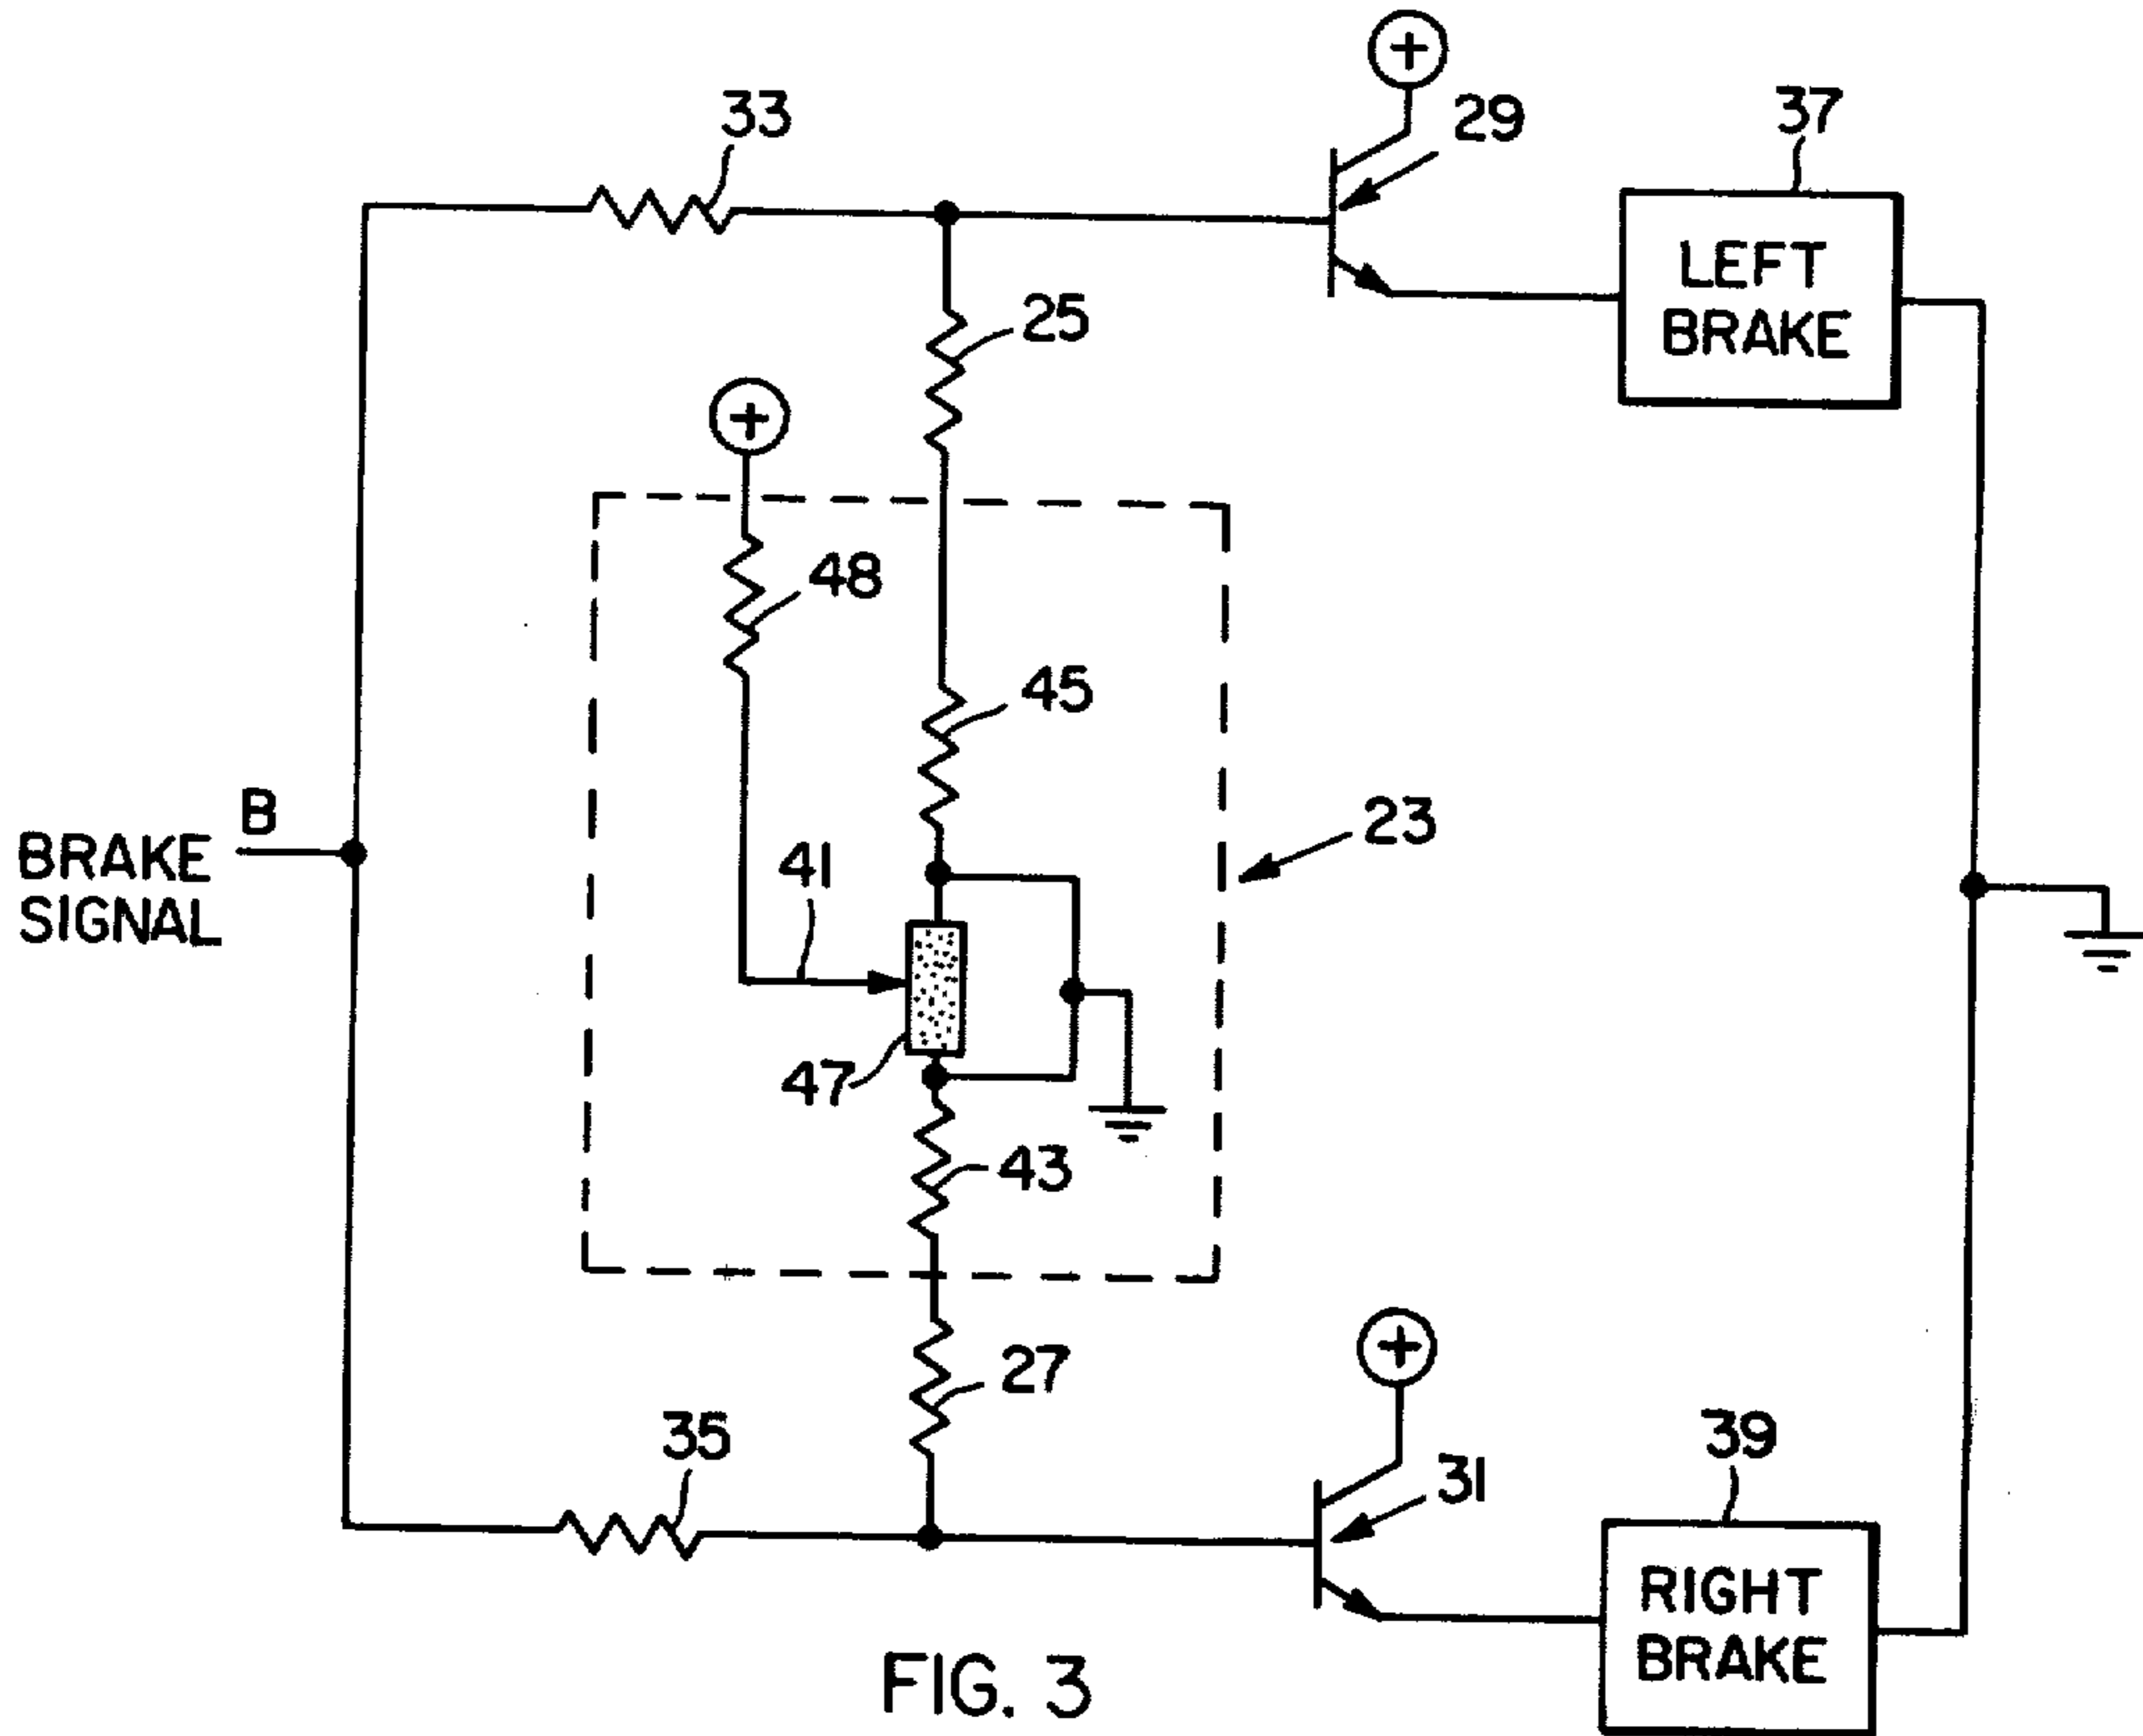 33
29
37
LEFT
BRAKE
25
+
+
48
45
B
BRAKE
SIGNAL
41
23
47
43
27
+
35
31
39
RIGHT
BRAKE
FIG. 3